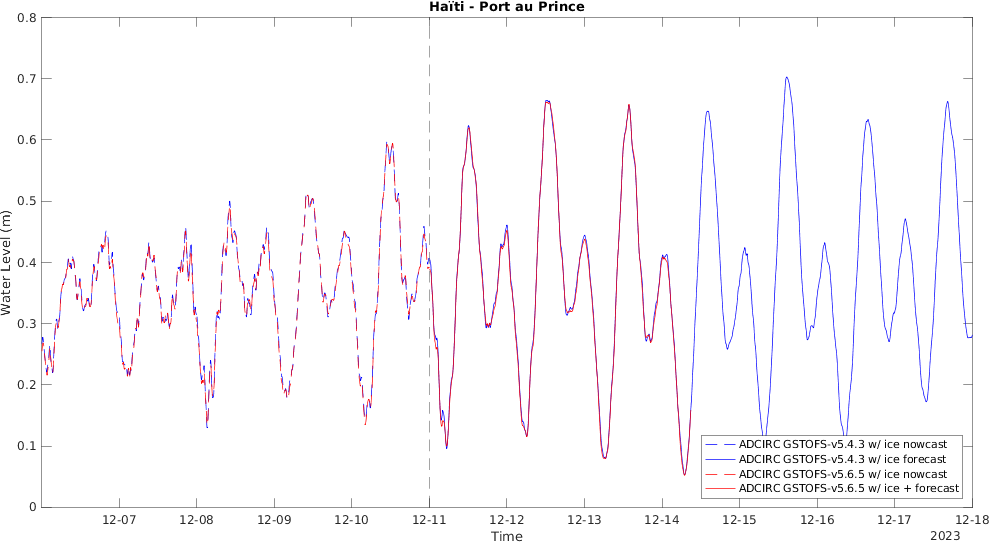 Haïti - Port au Prince
0.8
0.7
0.6
0.5
0.4
0.3
0.2
0.1
0
Water Level (m)
12-07 12-08 12-09 12-10 12-11 12-12 12-13 12-14 12-15 12-16 12-17 12-18
2023
Time
ADCIRC GSTOFS-v5.4.3 w/ ice nowcast
ADCIRC GSTOFS-v5.4.3 w/ ice forecast
ADCIRC GSTOFS-v5.6.5 w/ ice nowcast
ADCIRC GSTOFS-v5.6.5 w/ ice + forecast